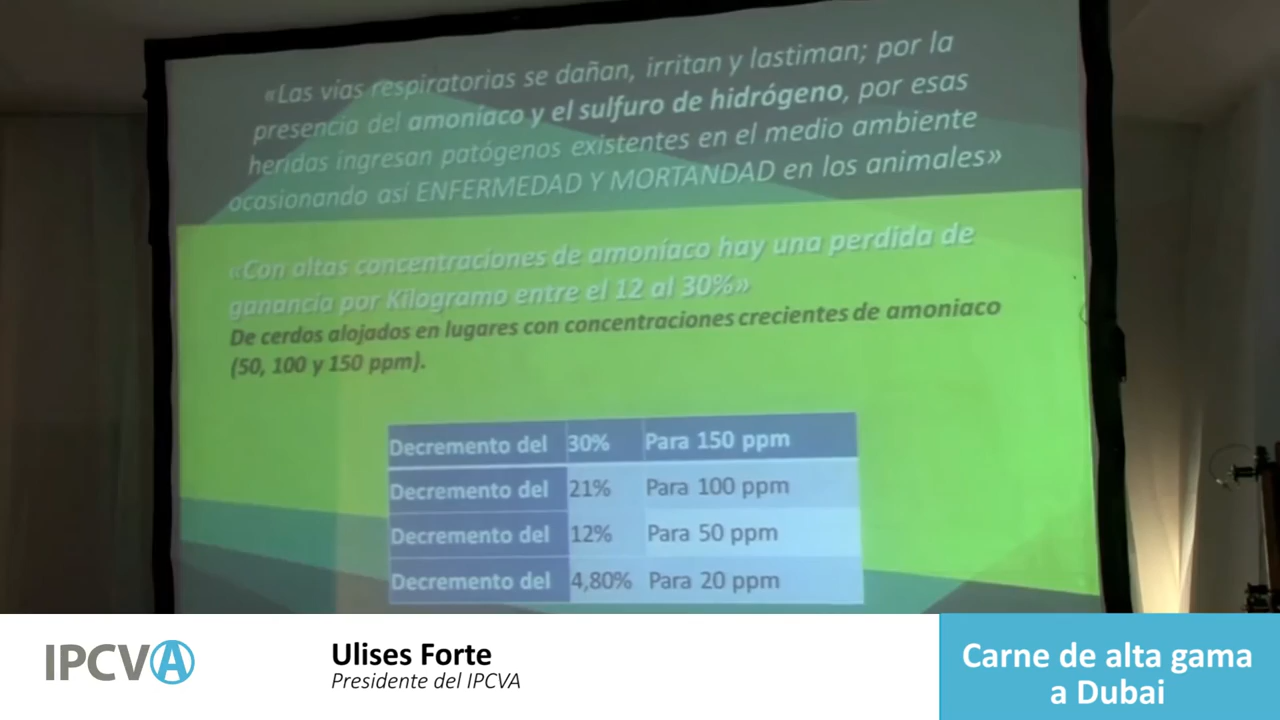 «Las vías respiratorias se dañan, irritan y lastiman; por la
presencia del amoníaco y el sulfuro de hidrógeno, por esas
heridas ingresan patógenos existentes en el medio ambiente
ocasionando así ENFERMEDAD Y MORTANDAD en los animales»
«Con altas concentraciones de amoníaco hay una perdida de
ganancia por Kilogramo entre el 12 al 30%»
De cerdos alojados en lugares con concentraciones crecientes de amoniaco
(50, 100 y 150 ppm).
Decremento del 30% Para 150 ppm
Decremento del 21% Para 100 ppm
Decremento del 12% Para 50 ppm
Decremento del 4,80% Para 20 ppm
IPCVA
Ulises Forte
Presidente del IPCVA
Carne de alta gama
a Dubai